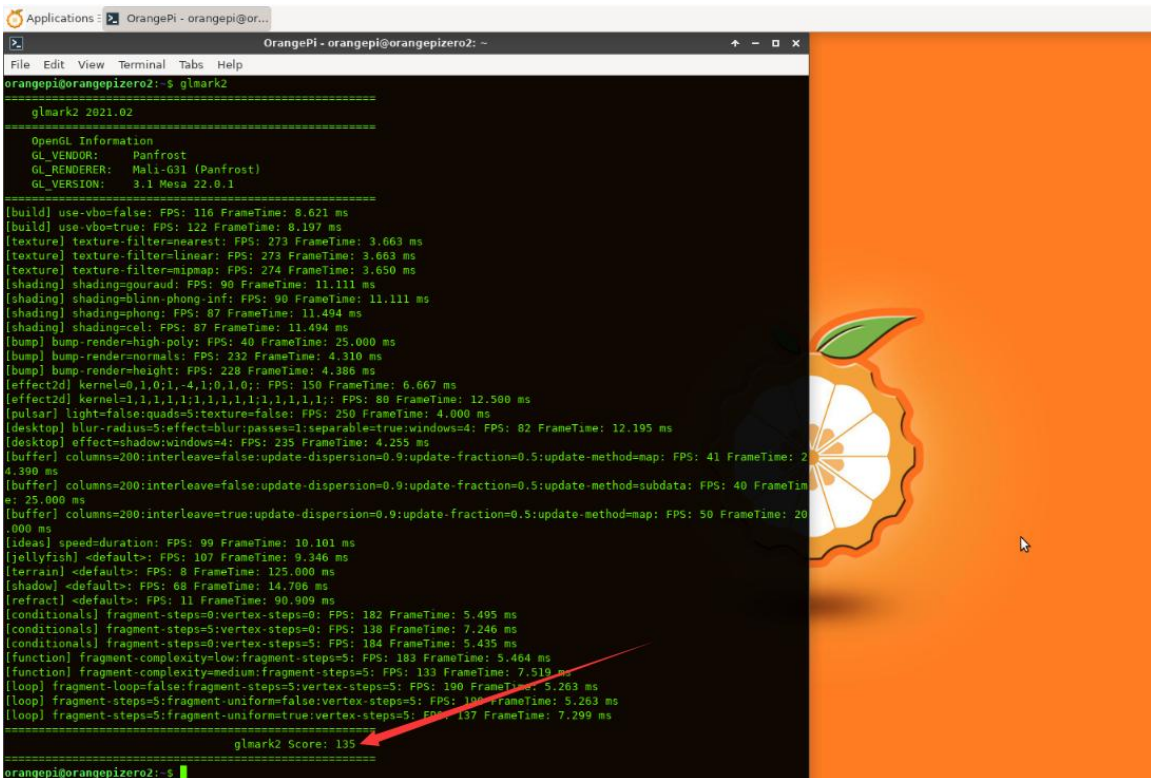 Applications
OrangePi - orangepi@or...
OrangePi - orangepi@orangepizero2: ~
File Edit View Terminal Tabs Help
orangepi@orangepizero2:~$ glmark2
=======================================================
glmark2 2021.02
=======================================================
OpenGL Information
GL_VENDOR: Panfrost
GL_RENDERER: Mali-G31 (Panfrost)
GL_VERSION: 3.1 Mesa 22.0.1
=======================================================
[build] use-vbo=false: FPS: 116 FrameTime: 8.621 ms
[build] use-vbo=true: FPS: 122 FrameTime: 8.197 ms
[texture] texture-filter=nearest: FPS: 273 FrameTime: 3.663 ms
[texture] texture-filter=linear: FPS: 273 FrameTime: 3.663 ms
[texture] texture-filter=mipmap: FPS: 274 FrameTime: 3.650 ms
[shading] shading=gouraud: FPS: 90 FrameTime: 11.111 ms
[shading] shading=blinn-phong-inf: FPS: 90 FrameTime: 11.111 ms
[shading] shading=phong: FPS: 87 FrameTime: 11.494 ms
[shading] shading=cel: FPS: 87 FrameTime: 11.494 ms
[bump] bump-render=high-poly: FPS: 40 FrameTime: 25.000 ms
[bump] bump-render=normals: FPS: 232 FrameTime: 4.310 ms
[bump] bump-render=height: FPS: 228 FrameTime: 4.386 ms
[effect2d] kernel=0,1,0;1,-4,1;0,1,0;: FPS: 150 FrameTime: 6.667 ms
[effect2d] kernel=1,1,1,1,1;1,1,1,1,1;1,1,1,1,1;: FPS: 80 FrameTime: 12.500 ms
[pulsar] light=false:quads=5:texture=false: FPS: 250 FrameTime: 4.000 ms
[desktop] blur-radius=5:effect=blur:passes=1:separable=true:windows=4: FPS: 82 FrameTime: 12.195 ms
[desktop] effect=shadow:windows=4: FPS: 235 FrameTime: 4.255 ms
[buffer] columns=200:interleave=false:update-dispersion=0.9:update-fraction=0.5:update-method=map: FPS: 41 FrameTime: 2
4.390 ms
[buffer] columns=200:interleave=false:update-dispersion=0.9:update-fraction=0.5:update-method=subdata: FPS: 40 FrameTim
e: 25.000 ms
[buffer] columns=200:interleave=true:update-dispersion=0.9:update-fraction=0.5:update-method=map: FPS: 50 FrameTime: 20
.000 ms
[ideas] speed=duration: FPS: 99 FrameTime: 10.101 ms
[jellyfish] <default>: FPS: 107 FrameTime: 9.346 ms
[terrain] <default>: FPS: 8 FrameTime: 125.000 ms
[shadow] <default>: FPS: 68 FrameTime: 14.706 ms
[refract] <default>: FPS: 11 FrameTime: 90.909 ms
[conditionals] fragment-steps=0:vertex-steps=0: FPS: 182 FrameTime: 5.495 ms
[conditionals] fragment-steps=5:vertex-steps=0: FPS: 138 FrameTime: 7.246 ms
[conditionals] fragment-steps=0:vertex-steps=5: FPS: 184 FrameTime: 5.435 ms
[function] fragment-complexity=low:fragment-steps=5: FPS: 183 FrameTime: 5.464 ms
[function] fragment-complexity=medium:fragment-steps=5: FPS: 133 FrameTime: 7.519 ms
[loop] fragment-loop=false:fragment-steps=5:vertex-steps=5: FPS: 190 FrameTime: 5.263 ms
[loop] fragment-steps=5:fragment-uniform=false:vertex-steps=5: FPS: 190 FrameTime: 5.263 ms
[loop] fragment-steps=5:fragment-uniform=true:vertex-steps=5: FPS: 137 FrameTime: 7.299 ms
=======================================================
glmark2 Score: 135
=======================================================
orangepi@orangepizero2:~$